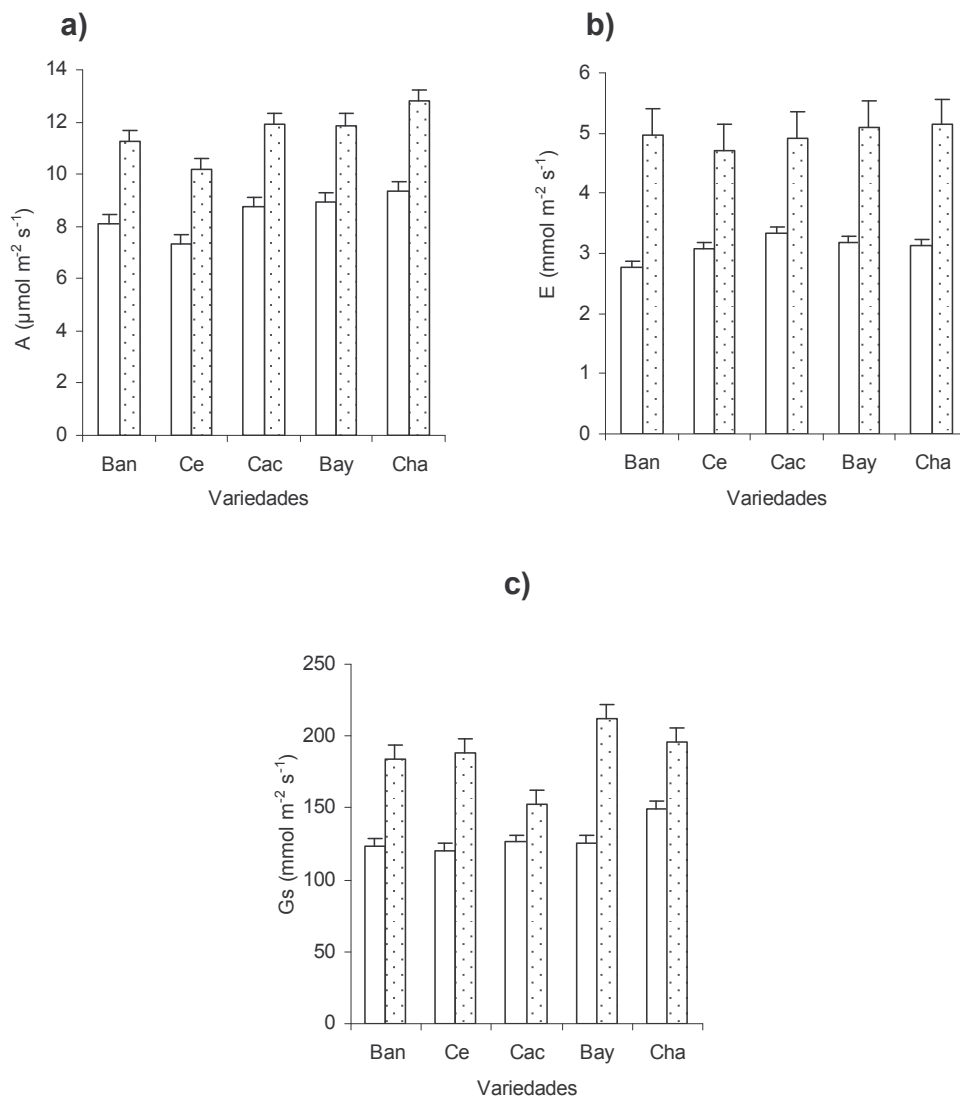 a)
A (µmol m-2 s-1)
14
12
10
8
6
4
2
0
Ban Ce Cac Bay Cha
Variedades
b)
E (mmol m-2 s-1)
6
5
4
3
2
1
0
Ban Ce Cac Bay Cha
Variedades
c)
Gs (mmol m-2 s-1)
250
200
150
100
50
0
Ban Ce Cac Bay Cha
Variedades